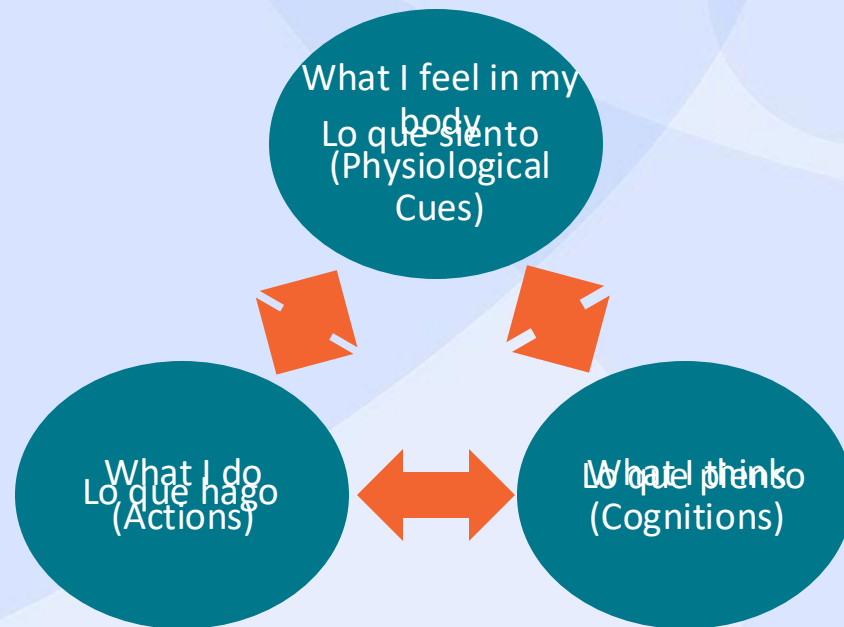 What I feel in my
body
Lo que siento
(Physiological
Cues)
What I do
Lo que hago
(Actions)
What I think
Lo que pienso
(Cognitions)